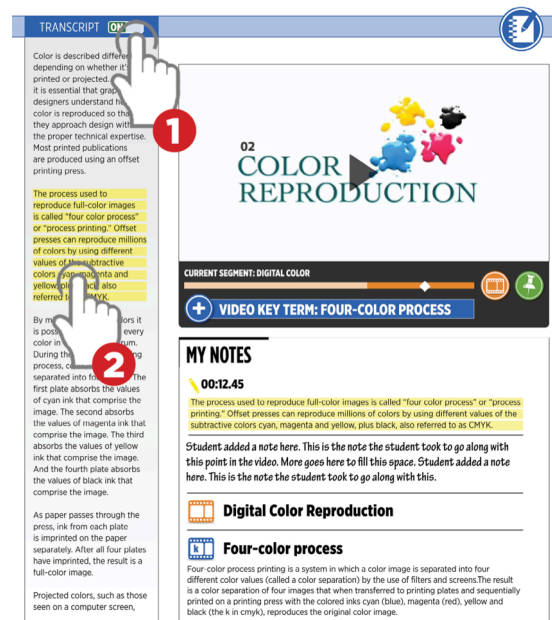 TRANSCRIPT ON
Color is described
depending on whether it's
printed or projected.
it is essential that
designers understand
color is reproduced so
they approach design
the proper technical expertise.
Most printed publications
are produced using an offset
printing press.
The process used to
reproduce full-color images
is called “four color process”
or “process printing.” Offset
presses can reproduce millions
of colors by using different
values of the subtractive
colors cyan, magenta and
yellow, plus black, also
referred to CMYK.
By
is every
color in
During the
process,
separated into The
first plate absorbs the values
of cyan ink that comprise the
image. The second absorbs
the values of magenta ink that
comprise the image. The third
absorbs the values of yellow
ink that comprise the image.
And the fourth plate absorbs
the values of black ink that
comprise the image.
As paper passes through the
press, ink from each plate
is imprinted on the paper
separately. After all four plates
have imprinted, the result is a
full-color image.
Projected colors, such as those
seen on a computer screen,
1
2
02
COLOR
REPRODUCTION
CURRENT SEGMENT: DIGITAL COLOR
+ VIDEO KEY TERM: FOUR-COLOR PROCESS
MY NOTES
00:12.45
The process used to reproduce full-color images is called “four color process” or “process
printing.” Offset presses can reproduce millions of colors by using different values of the
subtractive colors cyan, magenta and yellow, plus black, also referred to as CMYK.
Student added a note here. This is the note the student took to go along with
this point in the video. More goes here to fill this space. Student added a note
here. This is the note the student took to go along with this.
Digital Color Reproduction
k Four-color process
Four-color process printing is a system in which a color image is separated into four
different color values (called a color separation) by the use of filters and screens.The result
is a color separation of four images that when transferred to printing plates and sequentially
printed on a printing press with the colored inks cyan (blue), magenta (red), yellow and
black (the k in cmyk), reproduces the original color image.